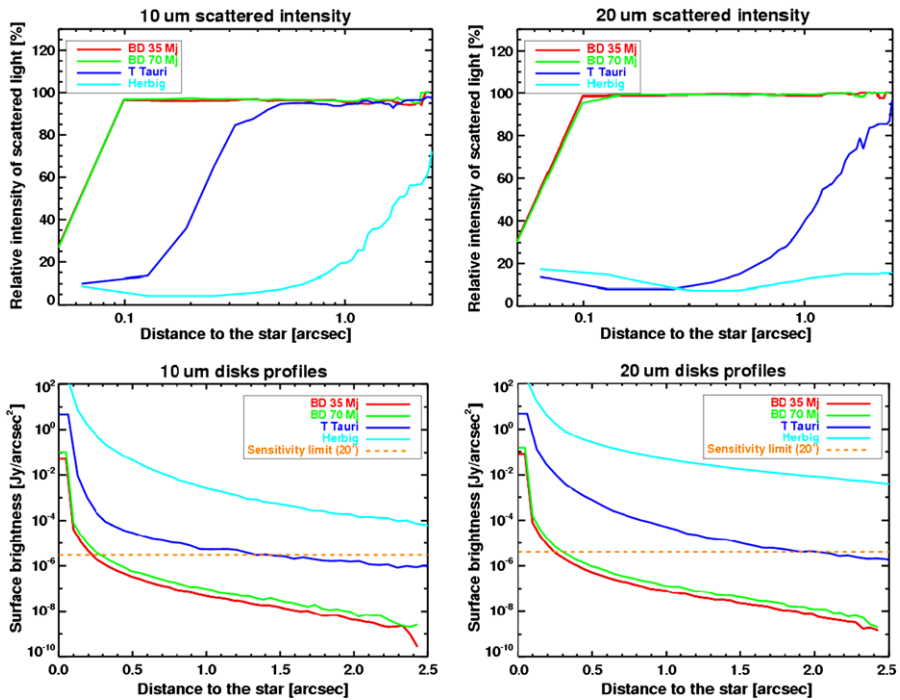 10 um scattered intensity
Relative intensity of scattered light [%]
120
100
80
60
40
20
0
BD 35 Mj
BD 70 Mj
T Tauri
Herbig
0.1
1.0
Distance to the star [arcsec]
20 um scattered intensity
Relative intensity of scattered light [%]
120
100
80
60
40
20
0
BD 35 Mj
BD 70 Mj
T Tauri
Herbig
0.1
1.0
Distance to the star [arcsec]
10 um disks profiles
Surface brightness [Jy/arcsec²]
10²
10⁰
10⁻²
10⁻⁴
10⁻⁶
10⁻⁸
10⁻¹⁰
BD 35 Mj
BD 70 Mj
T Tauri
Herbig
Sensitivity limit (20')
0.0 0.5 1.0 1.5 2.0 2.5
Distance to the star [arcsec]
20 um disks profiles
Surface brightness [Jy/arcsec²]
10²
10⁰
10⁻²
10⁻⁴
10⁻⁶
10⁻⁸
10⁻¹⁰
BD 35 Mj
BD 70 Mj
T Tauri
Herbig
Sensitivity limit (20')
0.0 0.5 1.0 1.5 2.0 2.5
Distance to the star [arcsec]